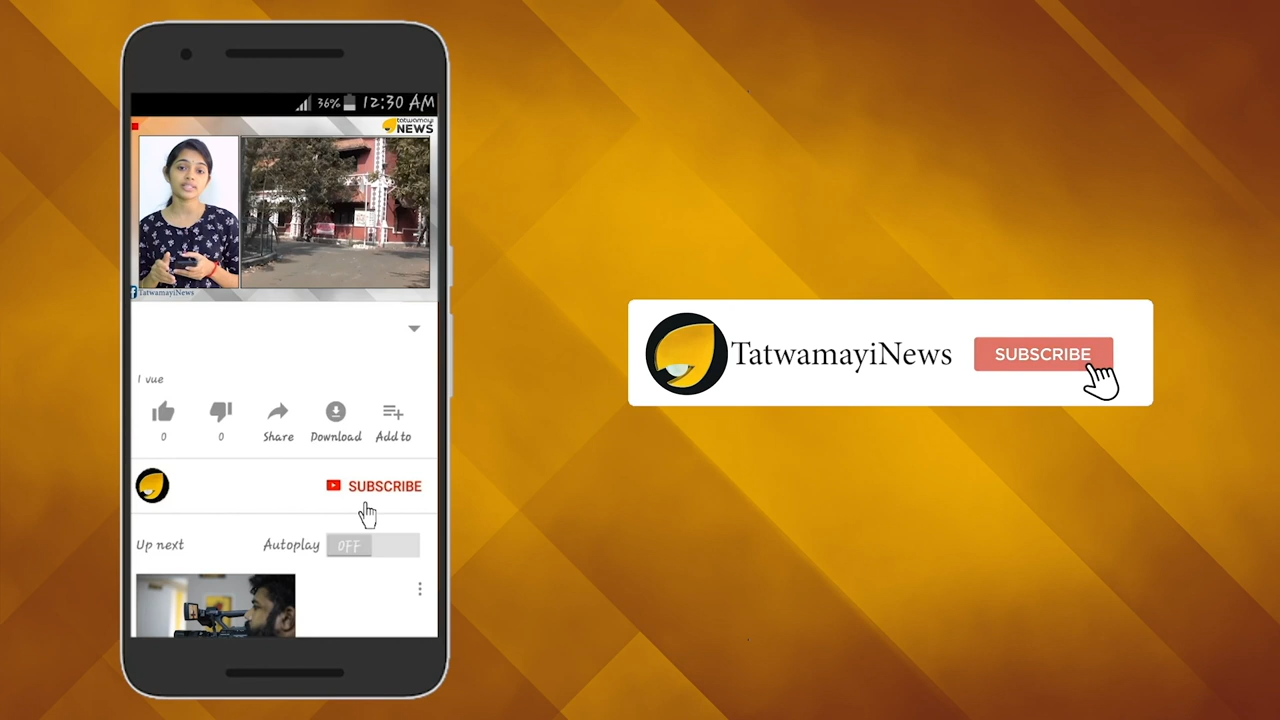 36% 12:30 AM
tatwamayi
NEWS
TatwamayiNews
1 vue
0 0 Share Download Add to
SUBSCRIBE
Up next Autoplay OFF
TatwamayiNews SUBSCRIBE